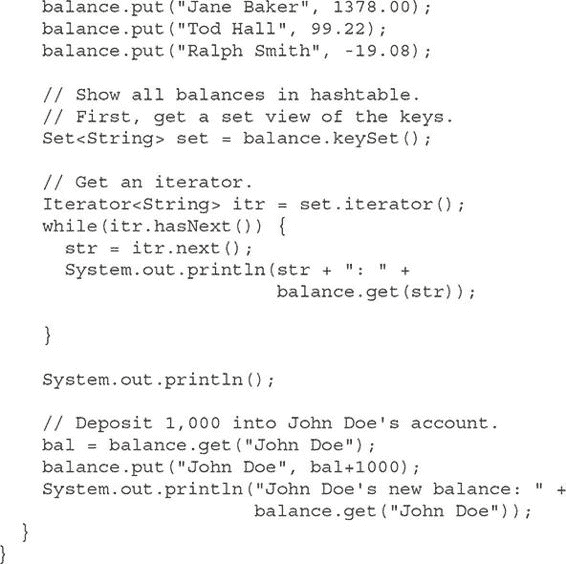 balance.put("Jane Baker", 1378.00);
balance.put("Tod Hall", 99.22);
balance.put("Ralph Smith", -19.08);

// Show all balances in hashtable.
// First, get a set view of the keys.
Set<String> set = balance.keySet();

// Get an iterator.
Iterator<String> itr = set.iterator();
while(itr.hasNext()) {
str = itr.next();
System.out.println(str + ": " +
balance.get(str));

}

System.out.println();

// Deposit 1,000 into John Doe's account.
bal = balance.get("John Doe");
balance.put("John Doe", bal+1000);
System.out.println("John Doe's new balance: " +
balance.get("John Doe"));
}
}